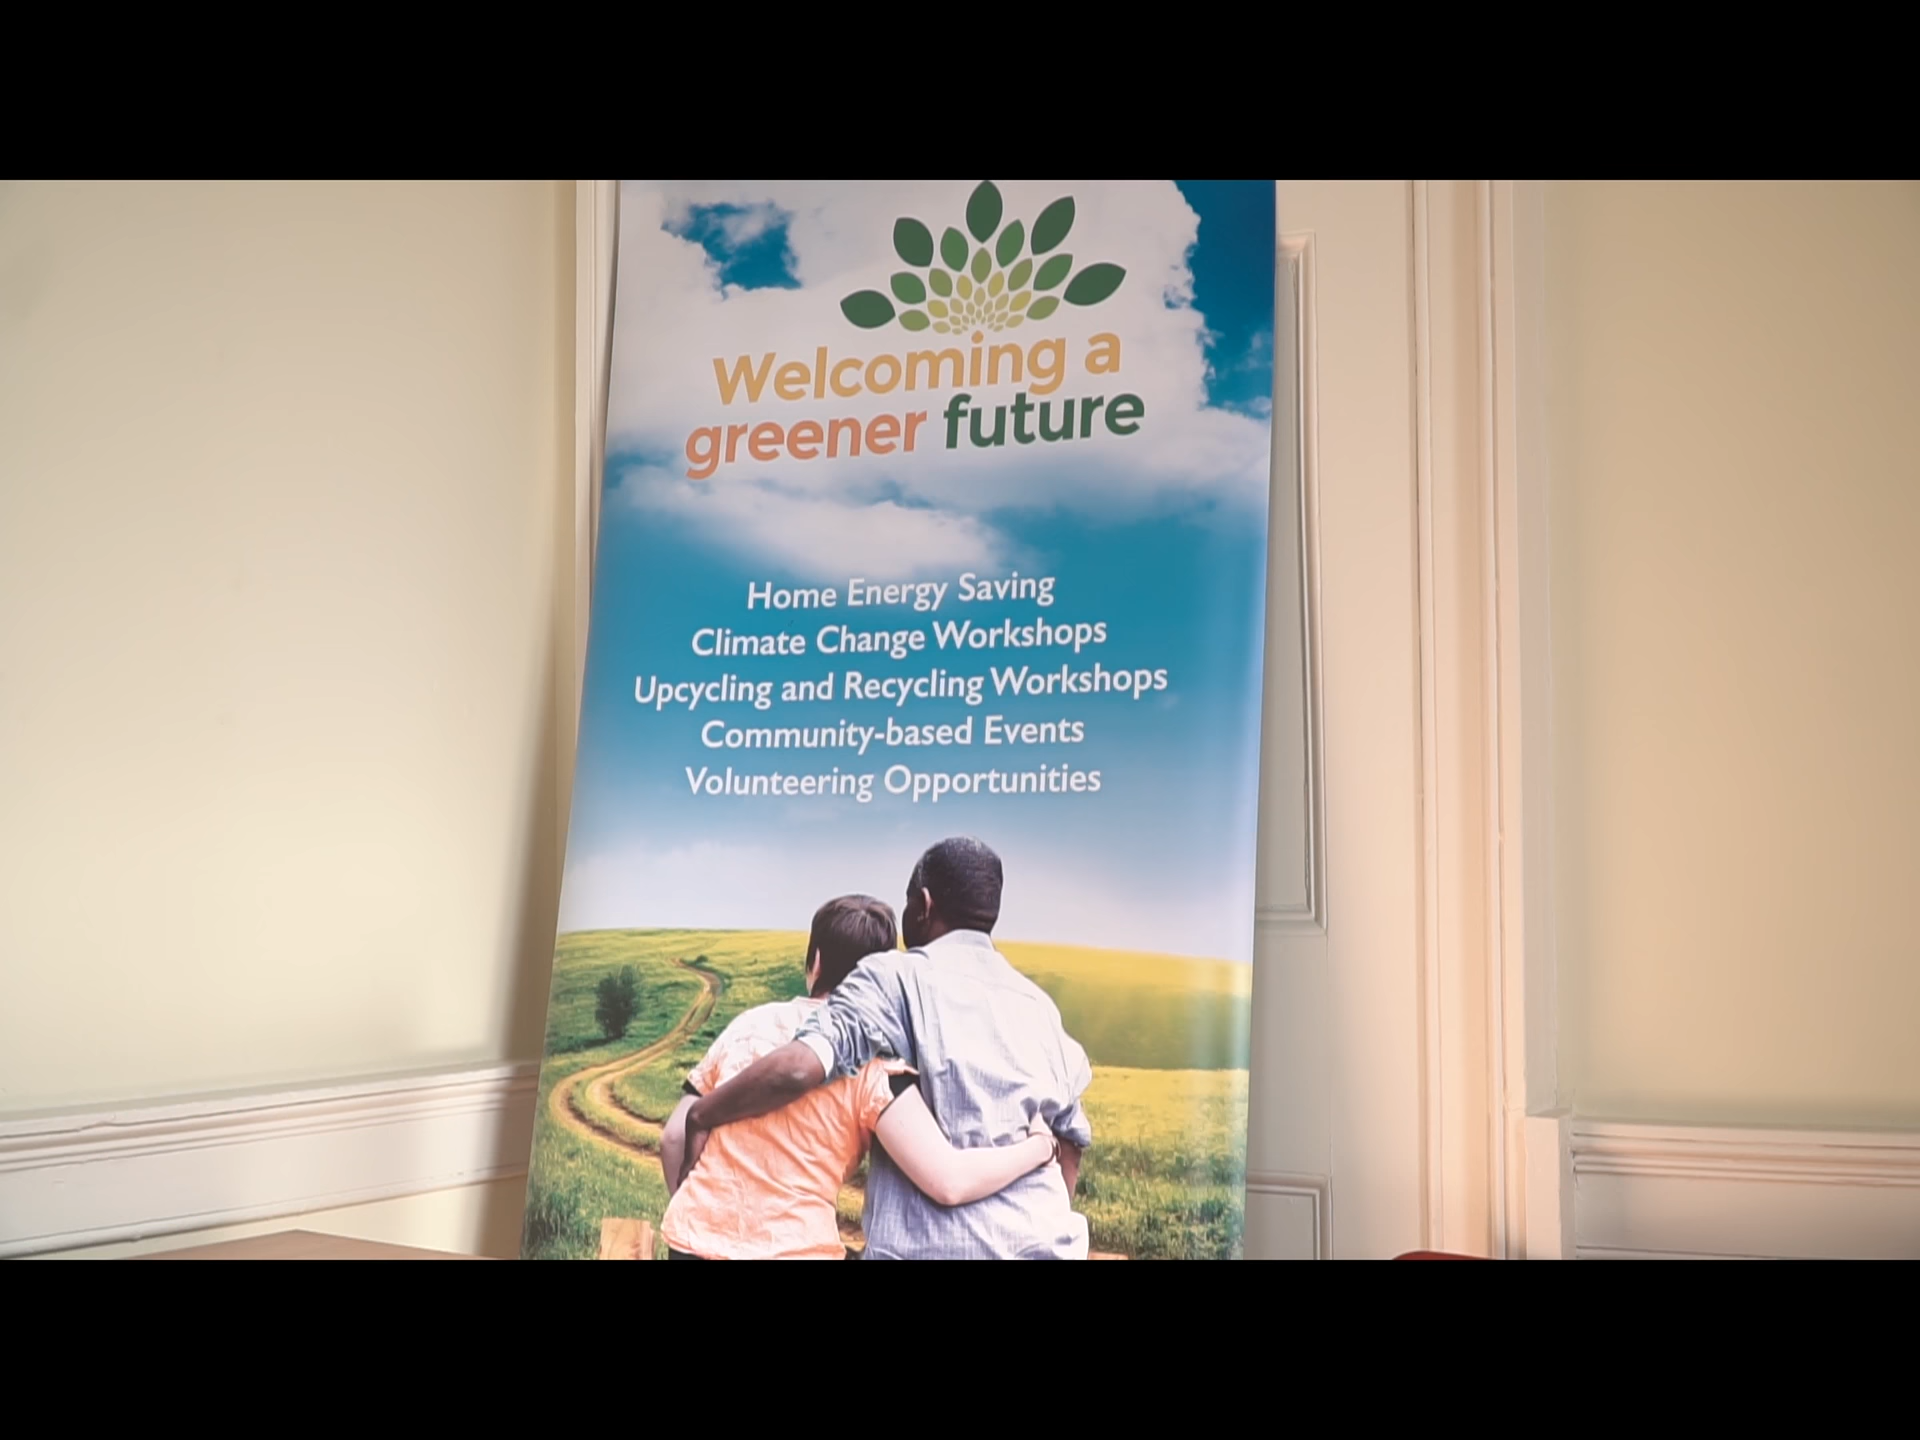 Welcoming a
greener future
Home Energy Saving
Climate Change Workshops
Upcycling and Recycling Workshops
Community-based Events
Volunteering Opportunities